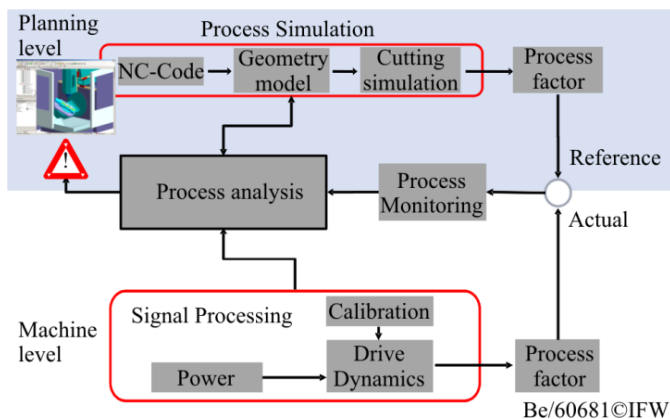 Planning
level
Process Simulation
NC-Code
Geometry
model
Cutting
simulation
Process
factor
!
Reference
Process analysis
Process
Monitoring
Actual
Machine
level
Signal Processing
Calibration
Power
Drive
Dynamics
Process
factor
Be/60681©IFW